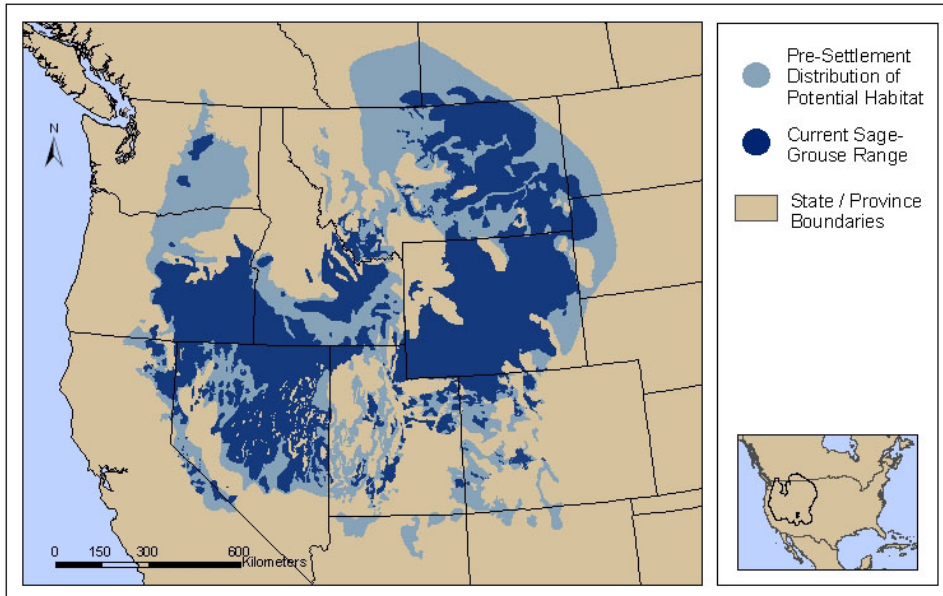 N
0 150 300 600
Kilometers
Pre-Settlement
Distribution of
Potential Habitat
Current Sage-
Grouse Range
State / Province
Boundaries